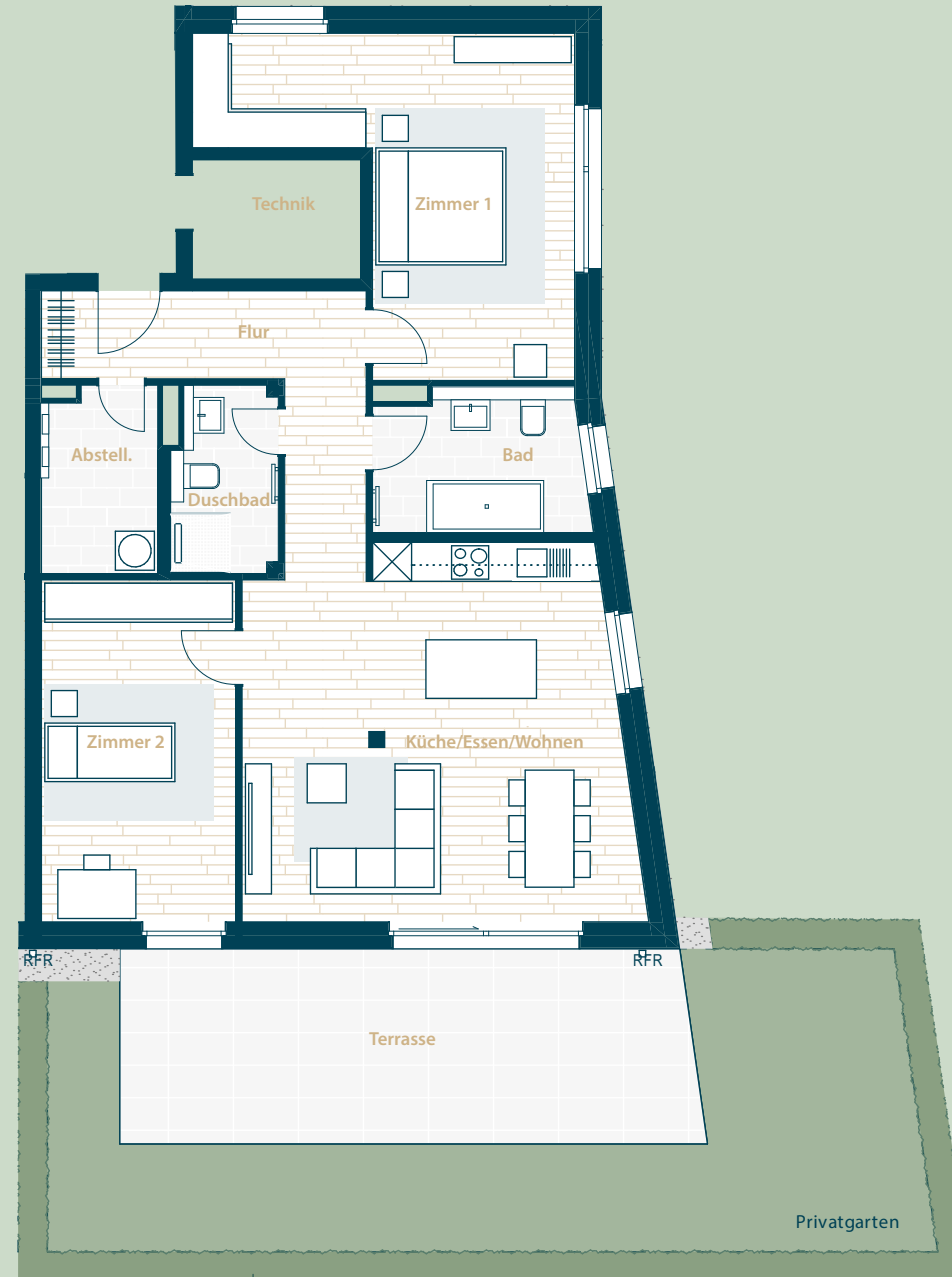 Technik
Zimmer 1
Flur
Abstell.
Bad
Duschbad
Zimmer 2
Küche/Essen/Wohnen
RFR
RFR
Terrasse
Privatgarten